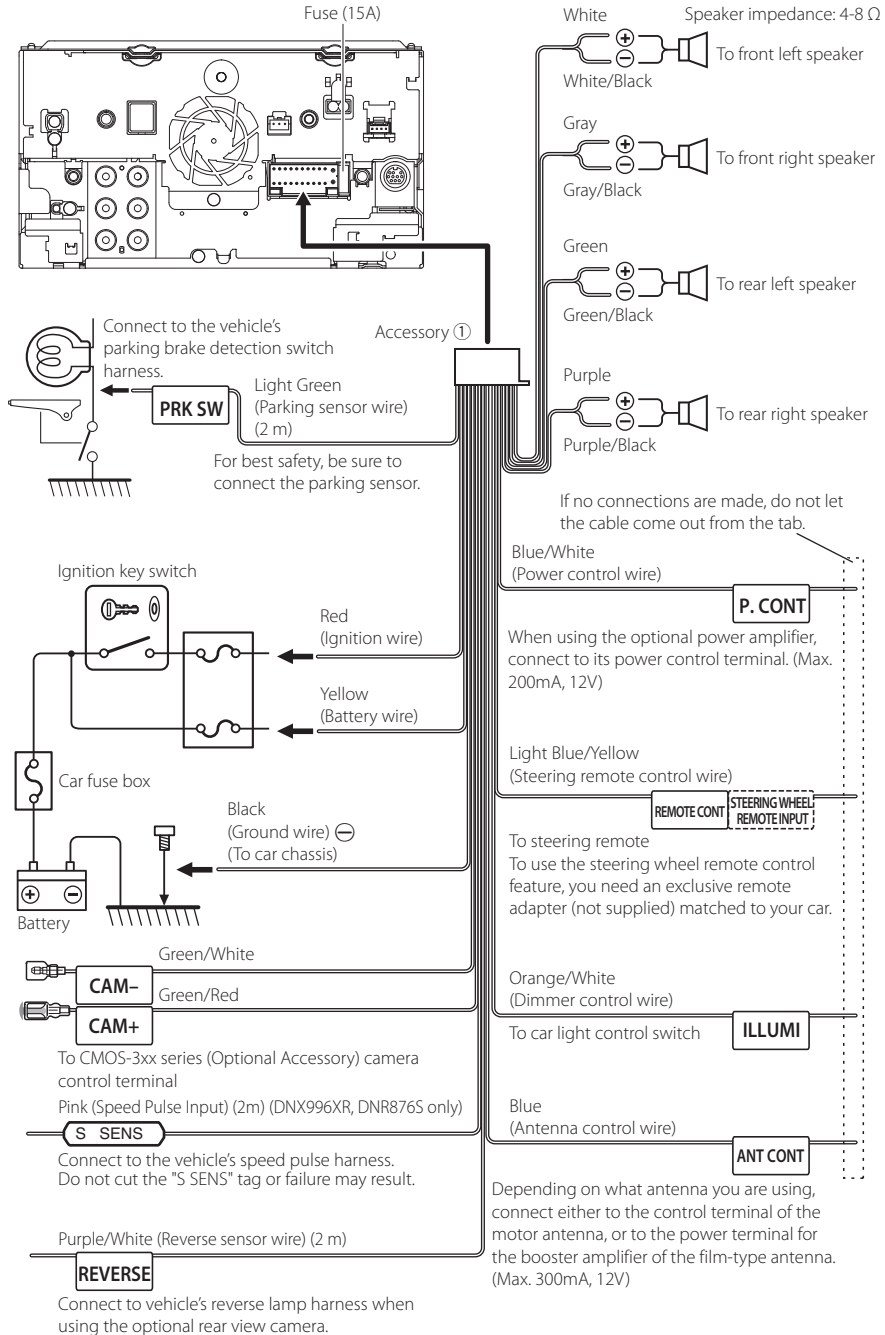 Fuse (15A)
White
Speaker impedance: 4-8 Ω
⊕
⊖
To front left speaker
White/Black
Gray
⊕
⊖
To front right speaker
Gray/Black
Green
⊕
⊖
To rear left speaker
Green/Black
Purple
⊕
⊖
To rear right speaker
Purple/Black
Connect to the vehicle's
parking brake detection switch
harness.
Accessory ①
PRK SW
Light Green
(Parking sensor wire)
(2 m)
For best safety, be sure to
connect the parking sensor.
If no connections are made, do not let
the cable come out from the tab.
Blue/White
(Power control wire)
P. CONT
When using the optional power amplifier,
connect to its power control terminal. (Max.
200mA, 12V)
Ignition key switch
Red
(Ignition wire)
Yellow
(Battery wire)
Car fuse box
Black
(Ground wire) ⊖
(To car chassis)
⊕ ⊖
Battery
Light Blue/Yellow
(Steering remote control wire)
REMOTE CONT
STEERING WHEEL
REMOTE INPUT
To steering remote
To use the steering wheel remote control
feature, you need an exclusive remote
adapter (not supplied) matched to your car.
Green/White
CAM–
Green/Red
CAM+
To CMOS-3xx series (Optional Accessory) camera
control terminal
Orange/White
(Dimmer control wire)
To car light control switch
ILLUMI
Pink (Speed Pulse Input) (2m) (DNX996XR, DNR876S only)
S SENS
Connect to the vehicle's speed pulse harness.
Do not cut the "S SENS" tag or failure may result.
Blue
(Antenna control wire)
ANT CONT
Depending on what antenna you are using,
connect either to the control terminal of the
motor antenna, or to the power terminal for
the booster amplifier of the film-type antenna.
(Max. 300mA, 12V)
Purple/White (Reverse sensor wire) (2 m)
REVERSE
Connect to vehicle's reverse lamp harness when
using the optional rear view camera.